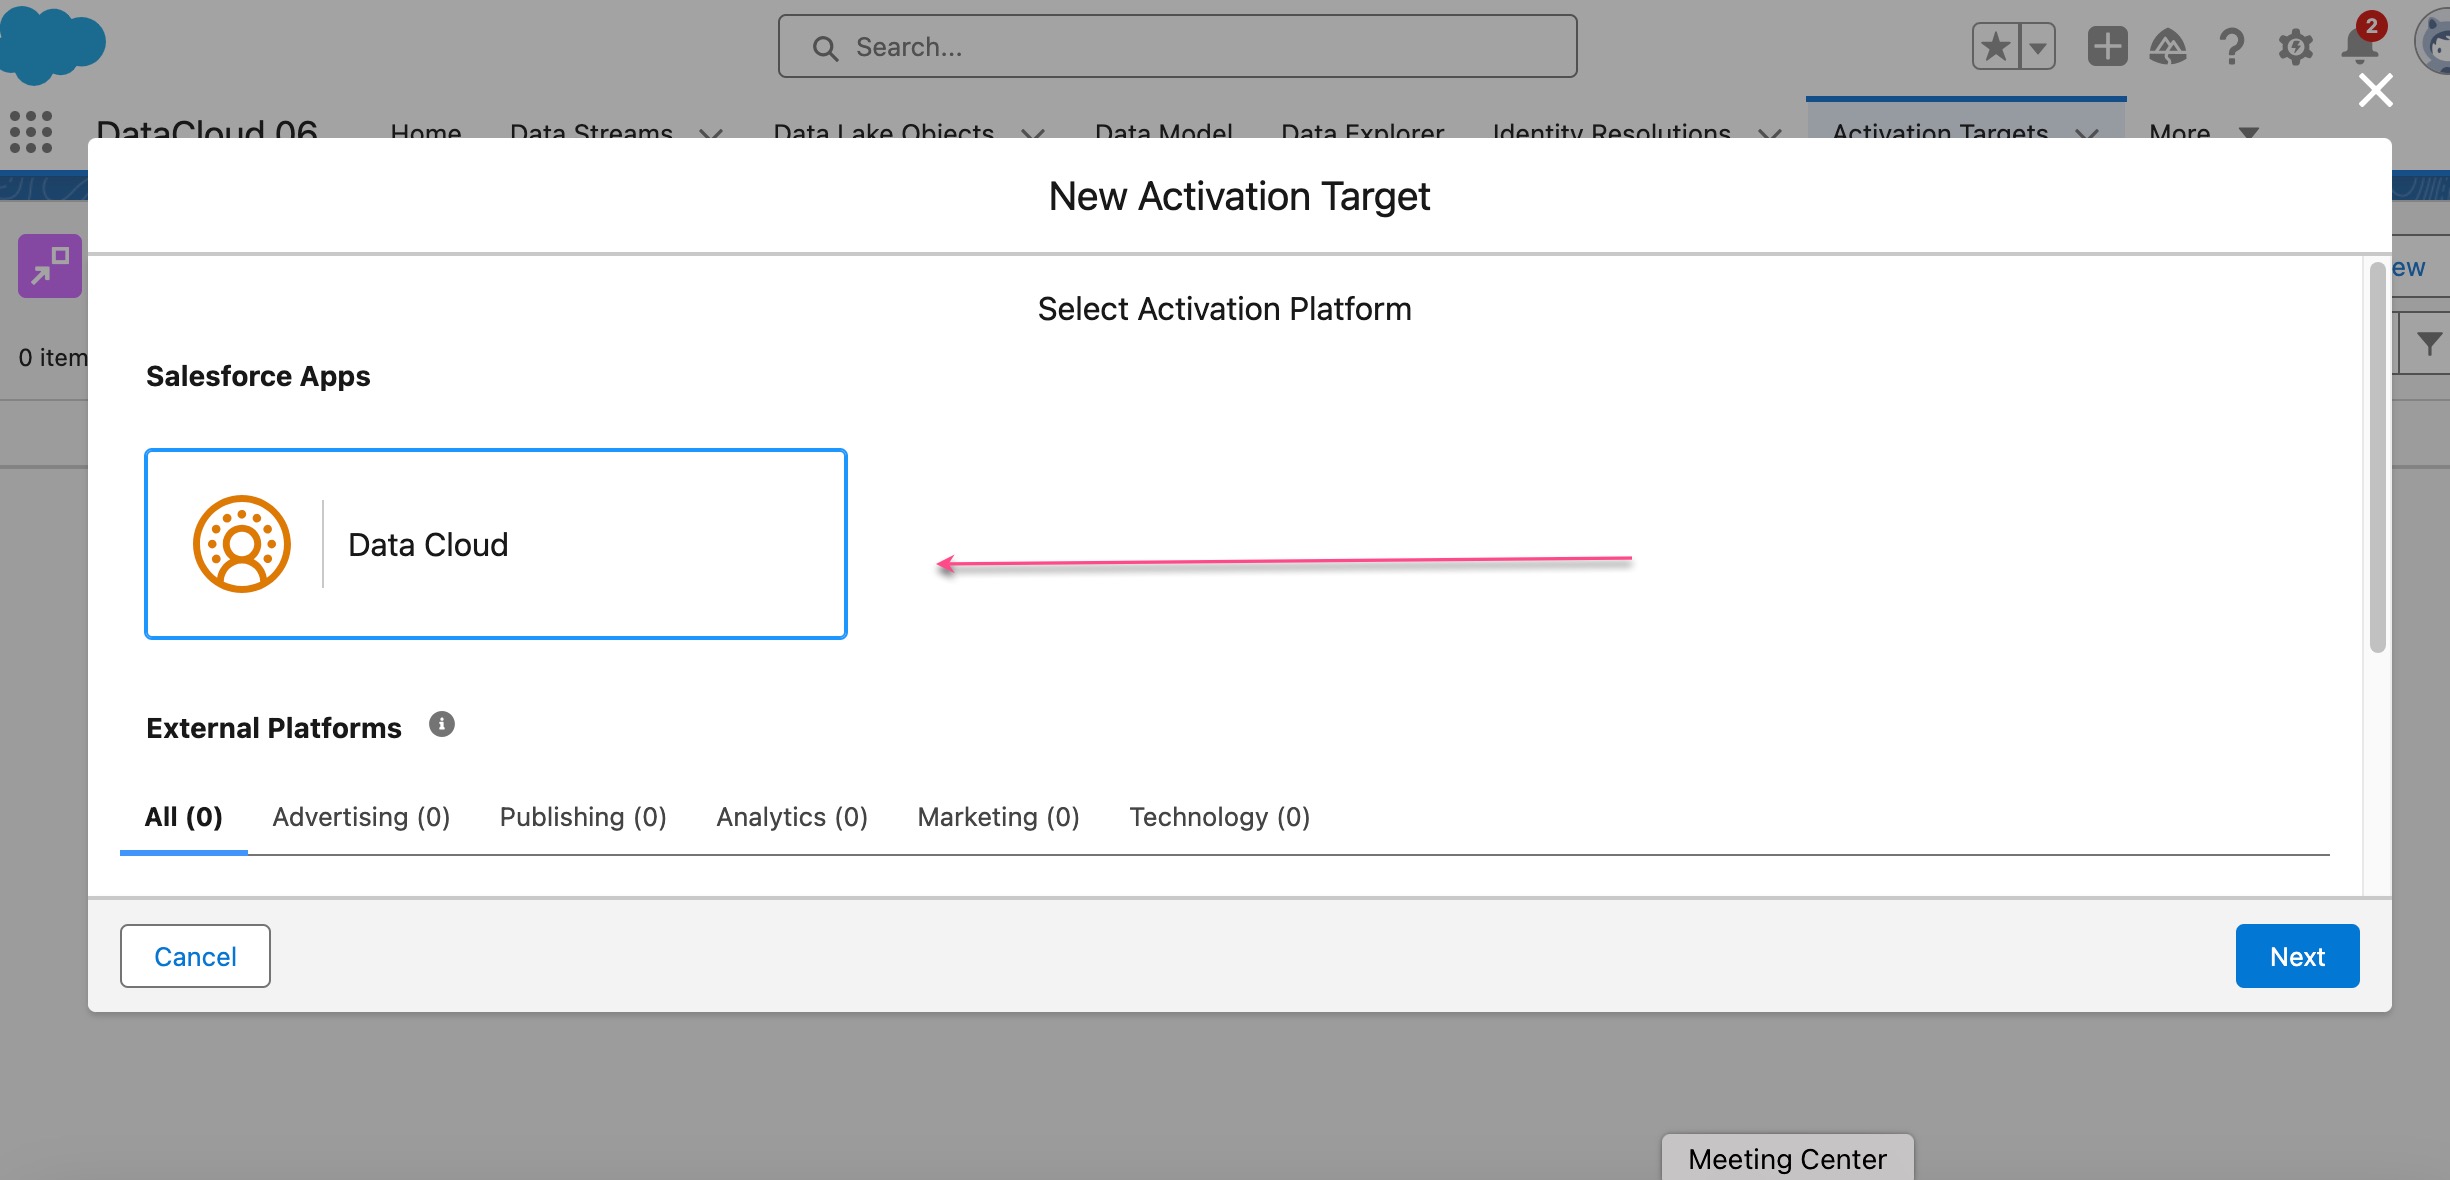 Search...
2
DataCloud 06
Home
Data Streams
Data Lake Objects
Data Model
Data Explorer
Identity Resolutions
Activation Targets
More
New Activation Target
ew
Select Activation Platform
0 item
Salesforce Apps
Data Cloud
External Platforms
All (0)
Advertising (0)
Publishing (0)
Analytics (0)
Marketing (0)
Technology (0)
Cancel
Next
Meeting Center